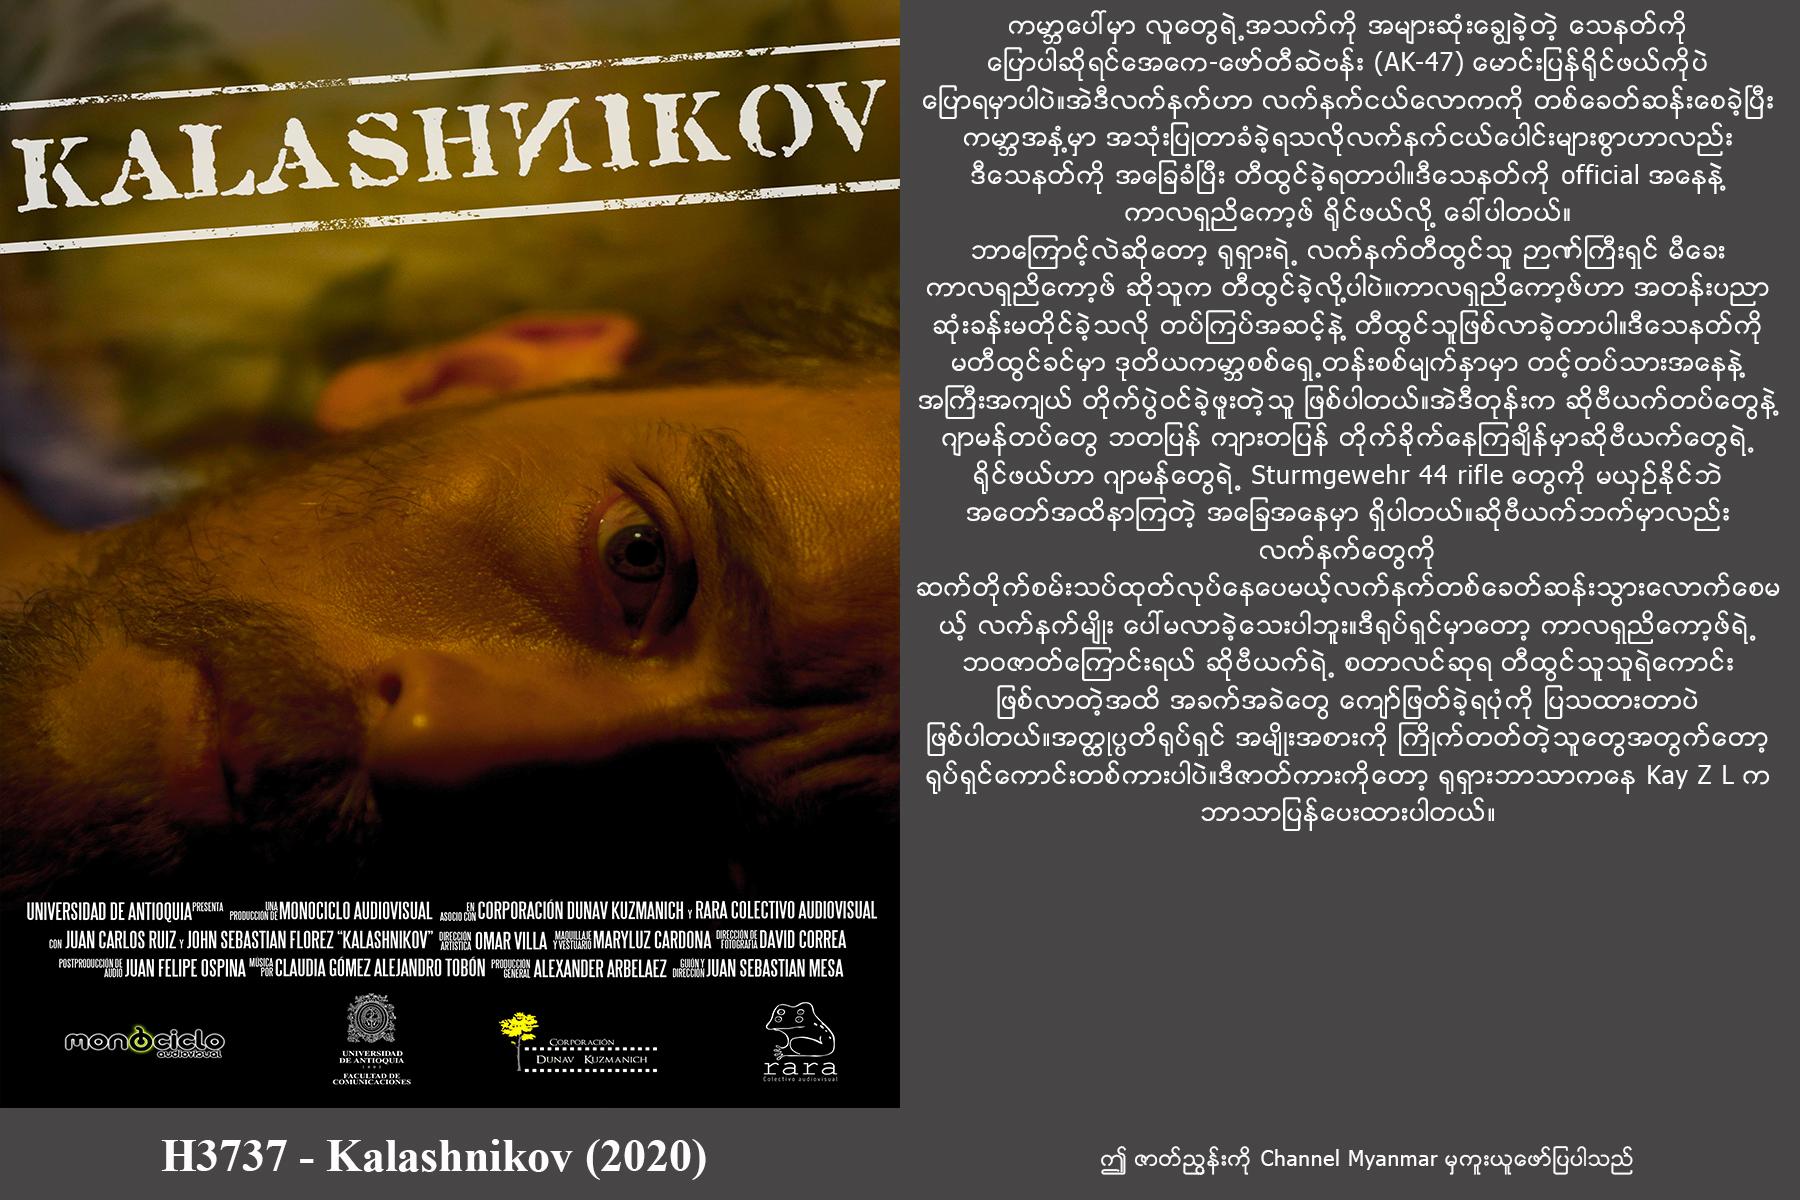 KALASHNIKOV
UNIVERSIDAD DE ANTIOQUIA PRESENTA UNA PRODUCCIÓN DE MONOCICLO AUDIOVISUAL EN ASOCIO CON CORPORACIÓN DUNAV KUZMANICH Y RARA COLECTIVO AUDIOVISUAL
CON JUAN CARLOS RUIZ Y JOHN SEBASTIAN FLOREZ “KALASHNIKOV” DIRECCIÓN ARTÍSTICA OMAR VILLA MAQUILLAJE Y VESTUARIO MARYLUZ CARDONA DIRECCIÓN DE FOTOGRAFÍA DAVID CORREA
POSTPRODUCCIÓN DE AUDIO JUAN FELIPE OSPINA MÚSICA POR CLAUDIA GÓMEZ ALEJANDRO TOBÓN PRODUCCIÓN GENERAL ALEXANDER ARBELAEZ GUIÓN Y DIRECCIÓN JUAN SEBASTIAN MESA
monociclo
audiovisual
UNIVERSIDAD
DE ANTIOQUIA
1803
FACULTAD DE
COMUNICACIONES
CORPORACIÓN
DUNAV KUZMANICH
rara
Colectivo audiovisual
H3737 - Kalashnikov (2020)
ကမ္ဘာပေါ်မှာ လူတွေရဲ့အသက်ကို အများဆုံးချွေခဲ့တဲ့ သေနတ်ကို
ပြောပါဆိုရင်အေကေ-ဖော်တီဆဲဗန်း (AK-47) မောင်းပြန်ရိုင်ဖယ်ကိုပဲ
ပြောရမှာပါပဲ။အဲဒီလက်နက်ဟာ လက်နက်ငယ်လောကကို တစ်ခေတ်ဆန်းစေခဲ့ပြီး
ကမ္ဘာအနှံ့မှာ အသုံးပြုတာခံခဲ့ရသလိုလက်နက်ငယ်ပေါင်းများစွာဟာလည်း
ဒီသေနတ်ကို အခြေခံပြီး တီထွင်ခဲ့ရတာပါ။ဒီသေနတ်ကို official အနေနဲ့
ကာလရှညိကော့ဖ် ရိုင်ဖယ်လို့ ခေါ်ပါတယ်။
ဘာကြောင့်လဲဆိုတော့ ရုရှားရဲ့ လက်နက်တီထွင်သူ ဉာဏ်ကြီးရှင် မီခေး
ကာလရှညိကော့ဖ် ဆိုသူက တီထွင်ခဲ့လို့ပါပဲ။ကာလရှညိကော့ဖ်ဟာ အတန်းပညာ
ဆုံးခန်းမတိုင်ခဲ့သလို တပ်ကြပ်အဆင့်နဲ့ တီထွင်သူဖြစ်လာခဲ့တာပါ။ဒီသေနတ်ကို
မတီထွင်ခင်မှာ ဒုတိယကမ္ဘာစစ်ရှေ့တန်းစစ်မျက်နှာမှာ တင့်တပ်သားအနေနဲ့
အကြီးအကျယ် တိုက်ပွဲဝင်ခဲ့ဖူးတဲ့သူ ဖြစ်ပါတယ်။အဲဒီတုန်းက ဆိုဗီယက်တပ်တွေနဲ့
ဂျာမန်တပ်တွေ ဘတပြန် ကျားတပြန် တိုက်ခိုက်နေကြချိန်မှာဆိုဗီယက်တွေရဲ့
ရိုင်ဖယ်ဟာ ဂျာမန်တွေရဲ့ Sturmgewehr 44 rifle တွေကို မယှဉ်နိုင်ဘဲ
အတော်အထိနာကြတဲ့ အခြေအနေမှာ ရှိပါတယ်။ဆိုဗီယက်ဘက်မှာလည်း
လက်နက်တွေကို
ဆက်တိုက်စမ်းသပ်ထုတ်လုပ်နေပေမယ့်လက်နက်တစ်ခေတ်ဆန်းသွားလောက်စေမ
ယ့် လက်နက်မျိုး ပေါ်မလာခဲ့သေးပါဘူး။ဒီရုပ်ရှင်မှာတော့ ကာလရှညိကော့ဖ်ရဲ့
ဘဝဇာတ်ကြောင်းရယ် ဆိုဗီယက်ရဲ့ စတာလင်ဆုရ တီထွင်သူသူရဲကောင်း
ဖြစ်လာတဲ့အထိ အခက်အခဲတွေ ကျော်ဖြတ်ခဲ့ရပုံကို ပြသထားတာပဲ
ဖြစ်ပါတယ်။အတ္ထုပ္ပတိရုပ်ရှင် အမျိုးအစားကို ကြိုက်တတ်တဲ့သူတွေအတွက်တော့
ရုပ်ရှင်ကောင်းတစ်ကားပါပဲ။ဒီဇာတ်ကားကိုတော့ ရုရှားဘာသာကနေ Kay Z L က
ဘာသာပြန်ပေးထားပါတယ်။
ဤ ဇာတ်ညွှန်းကို Channel Myanmar မှကူးယူဖော်ပြပါသည်